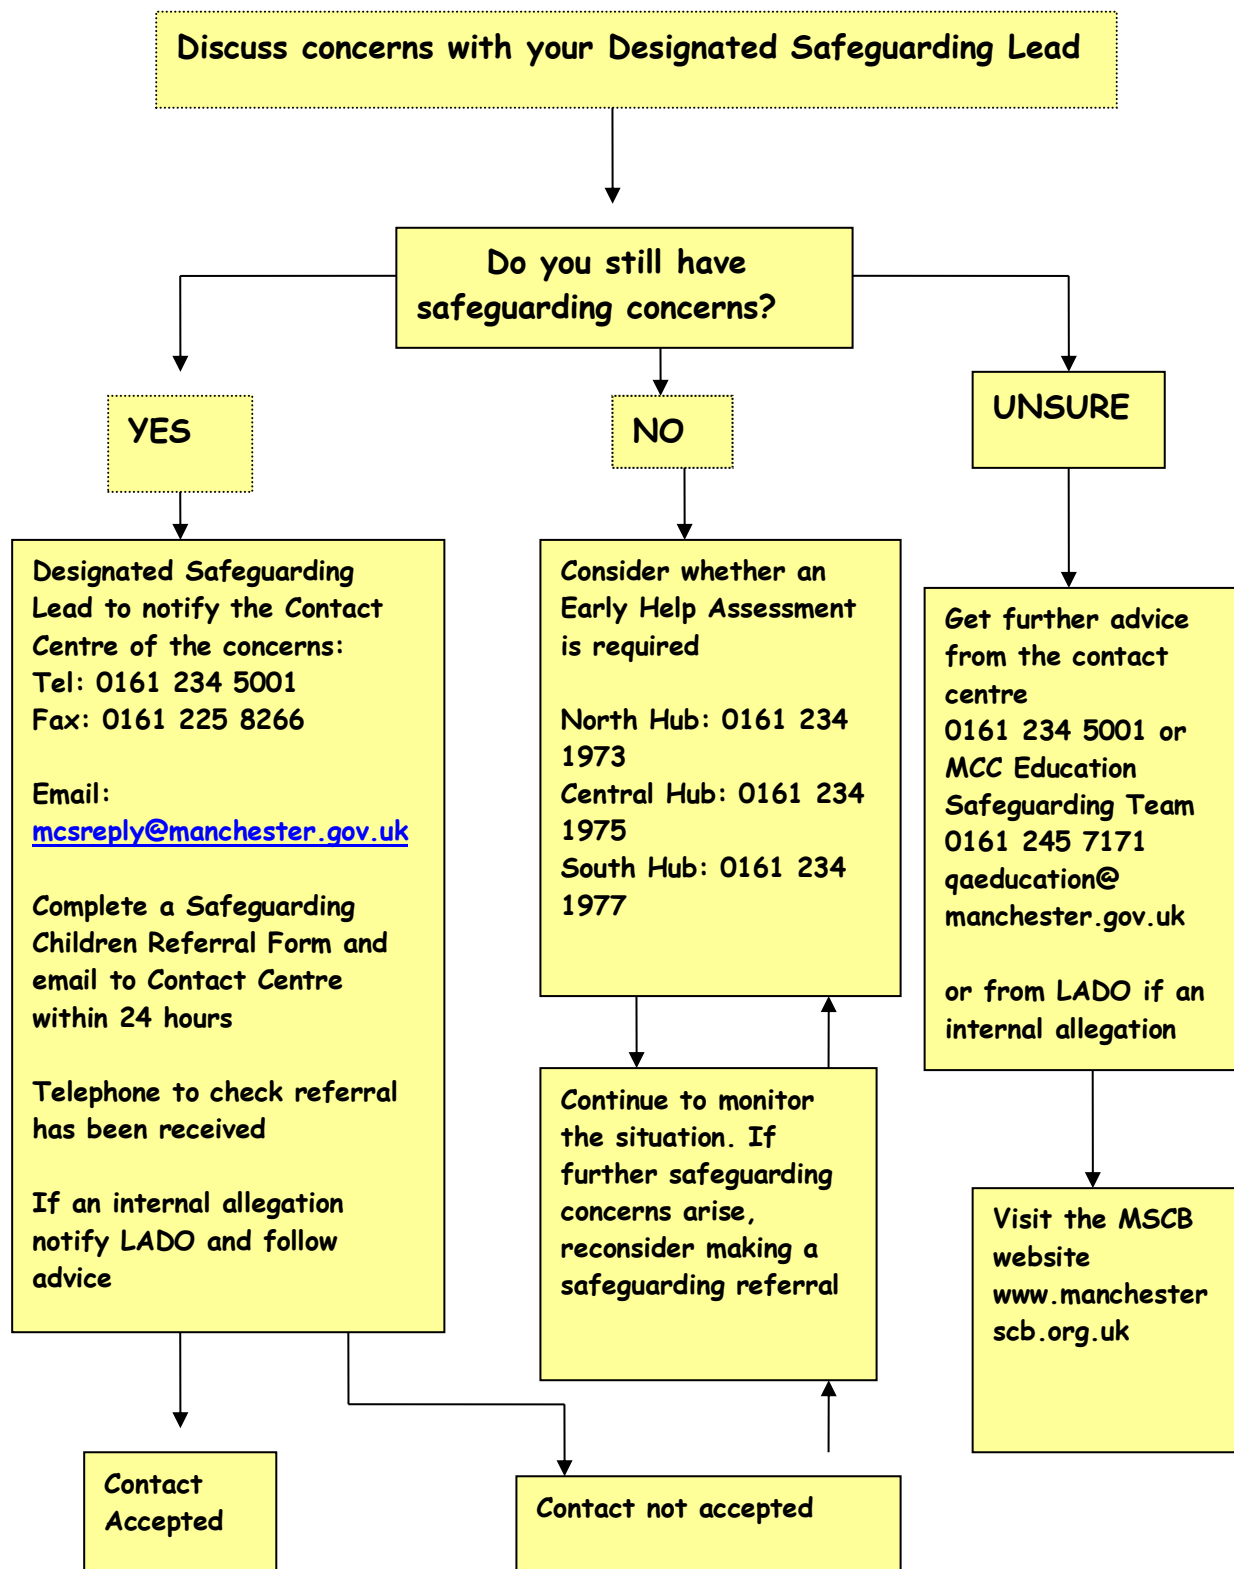 Discuss concerns with your Designated Safeguarding Lead
Do you still have
safeguarding concerns?
YES
NO
UNSURE
Designated Safeguarding
Lead to notify the Contact
Centre of the concerns:
Tel: 0161 234 5001
Fax: 0161 225 8266
Email:
mcsreply@manchester.gov.uk
Complete a Safeguarding
Children Referral Form and
email to Contact Centre
within 24 hours
Telephone to check referral
has been received
If an internal allegation
notify LADO and follow
advice
Consider whether an
Early Help Assessment
is required
North Hub: 0161 234
1973
Central Hub: 0161 234
1975
South Hub: 0161 234
1977
Get further advice
from the contact
centre
0161 234 5001 or
MCC Education
Safeguarding Team
0161 245 7171
qaeducation@
manchester.gov.uk
or from LADO if an
internal allegation
Continue to monitor
the situation. If
further safeguarding
concerns arise,
reconsider making a
safeguarding referral
Visit the MSCB
website
www.manchester
scb.org.uk
Contact
Accepted
Contact not accepted